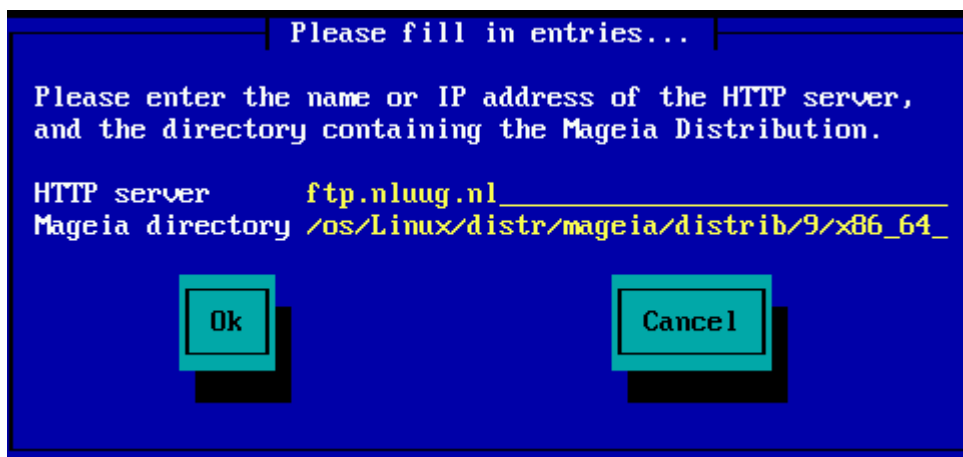 Please fill in entries...
Please enter the name or IP address of the HTTP server,
and the directory containing the Mageia Distribution.
HTTP server ftp.nluug.nl
Mageia directory /os/Linux/distr/mageia/distrib/9/x86_64
Ok Cancel